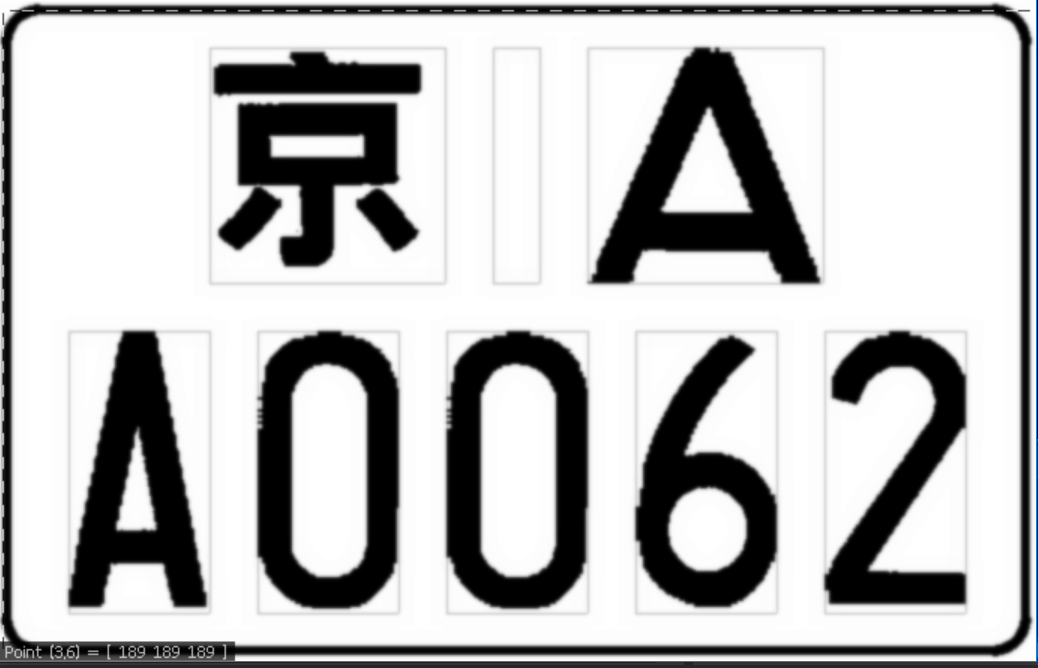 京 A
A0062
Point (3,6) = [ 189 189 189 ]